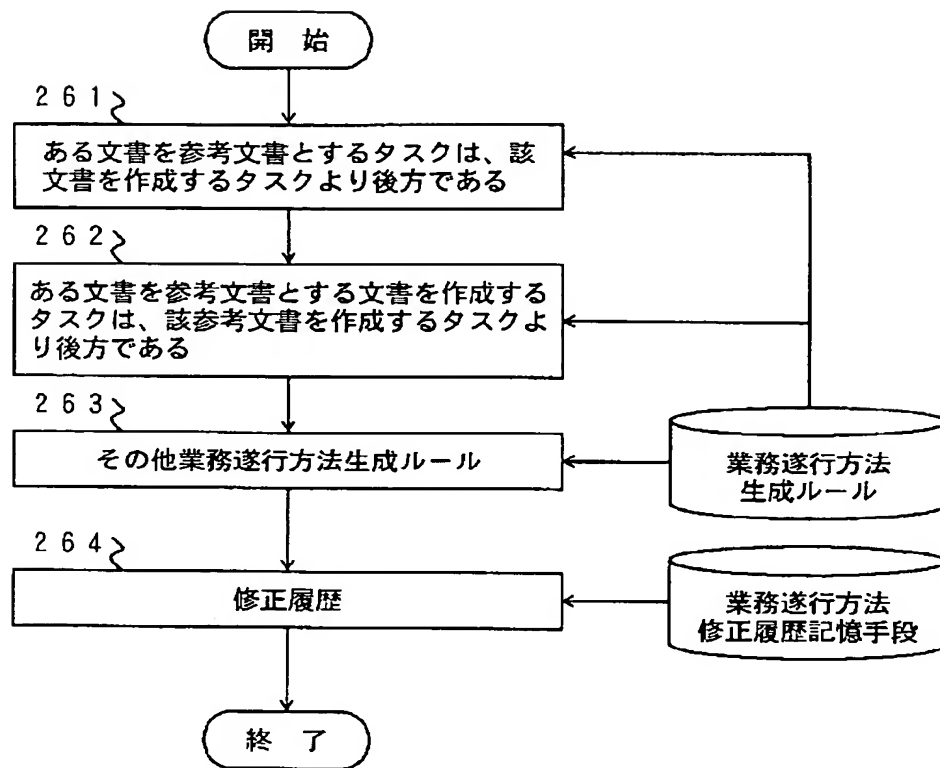 開 始
261
ある文書を参考文書とするタスクは、該
文書を作成するタスクより後方である
262
ある文書を参考文書とする文書を作成する
タスクは、該参考文書を作成するタスクよ
り後方である
263
その他業務遂行方法生成ルール
業務遂行方法
生成ルール
264
修正履歴
業務遂行方法
修正履歴記憶手段
終 了